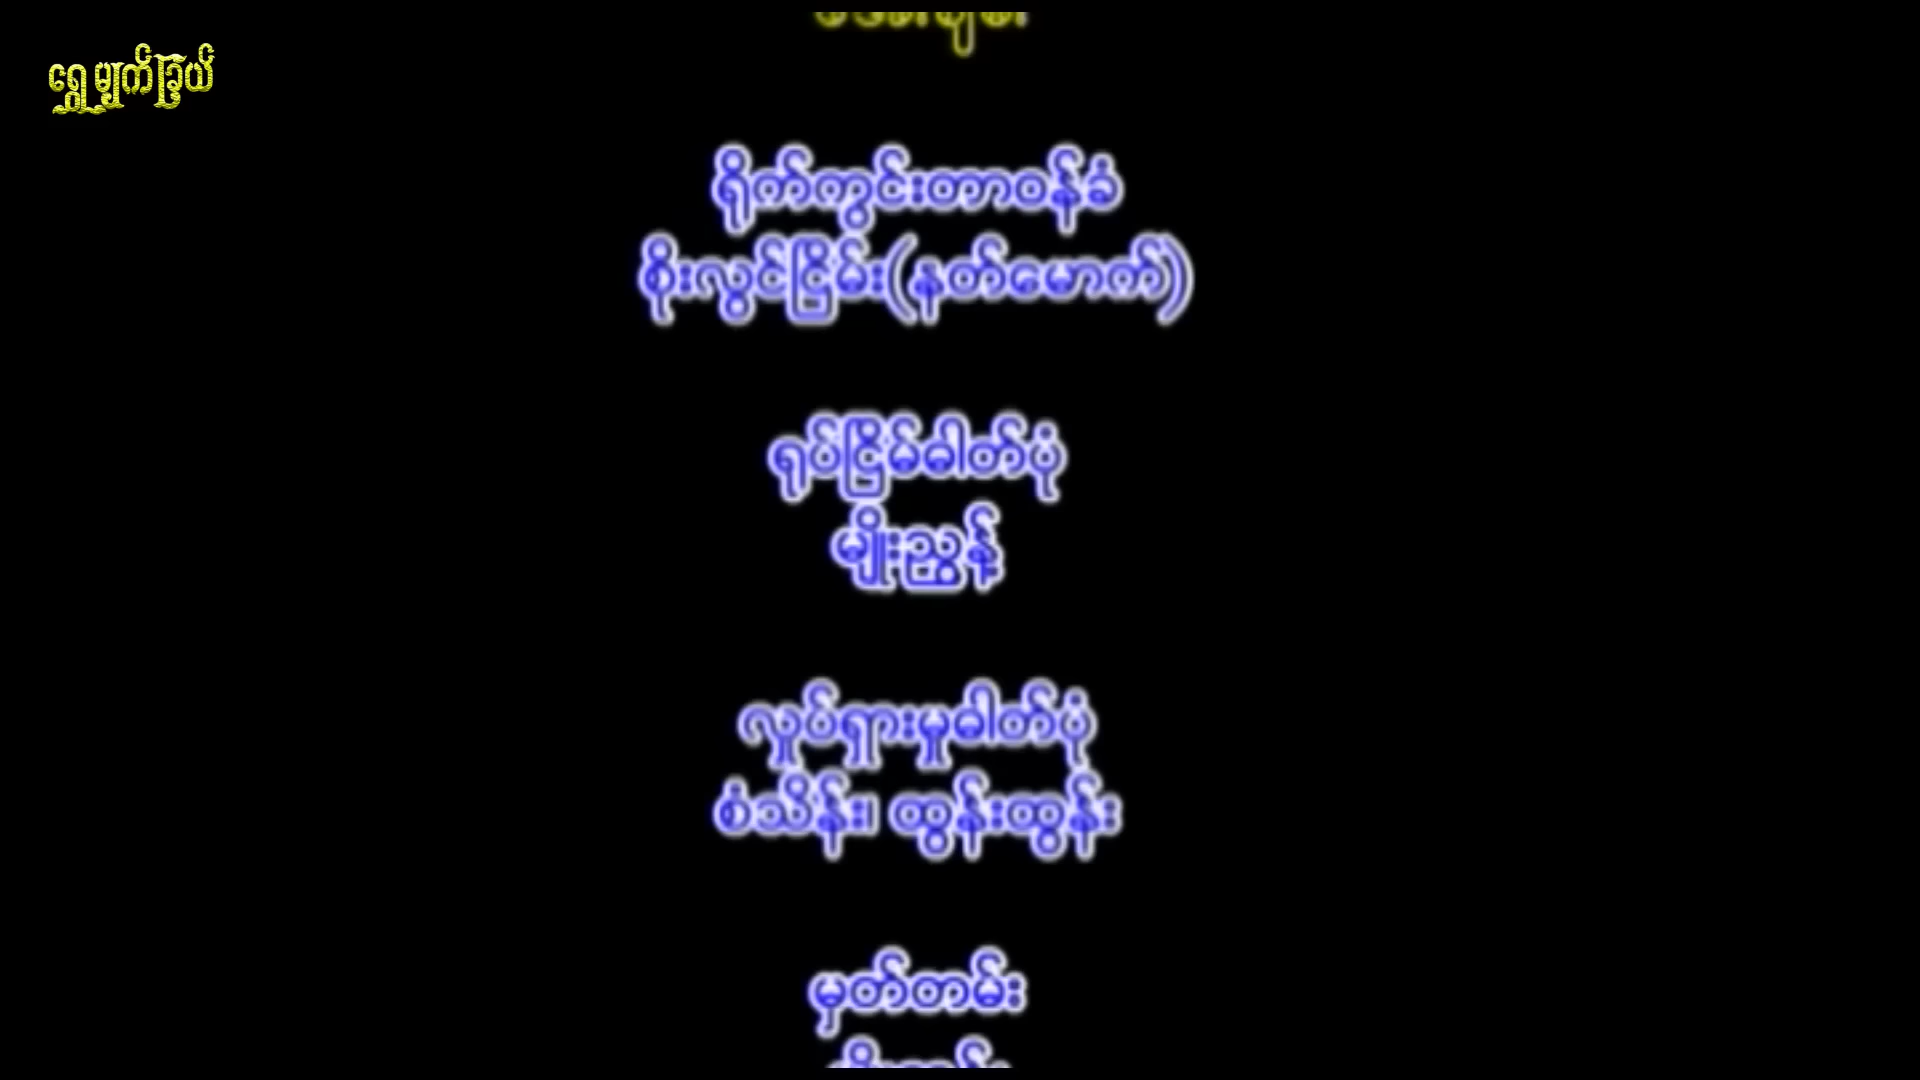 ရွှေမျှက်ခြယ်
ရိုက်ကွင်းတာဝန်ခံ
စိုးလွင်ငြိမ်း(နတ်မောက်)
ရုပ်ငြိမ်ဓါတ်ပုံ
မျိုးညွန့်
လှုပ်ရှားမှုဓါတ်ပုံ
စံသိန်း၊ ထွန်းထွန်း
မှတ်တမ်း